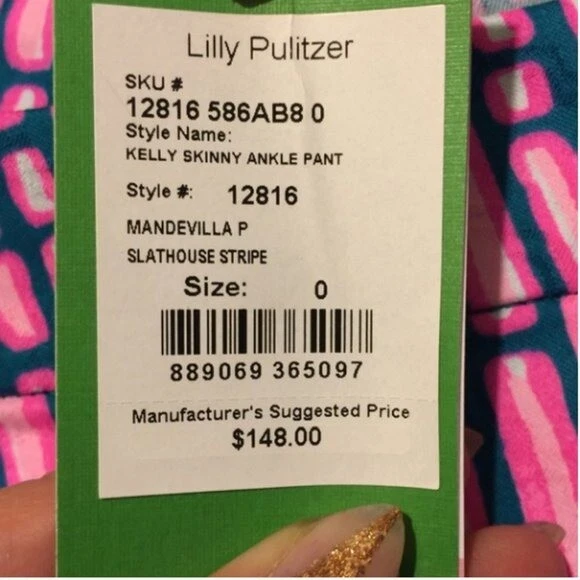 Lilly Pulitzer
SKU #
12816 586AB8 0
Style Name:
KELLY SKINNY ANKLE PANT
Style #: 12816
MANDEVILLA P
SLATHOUSE STRIPE
Size: 0
889069 365097
Manufacturer's Suggested Price
$148.00